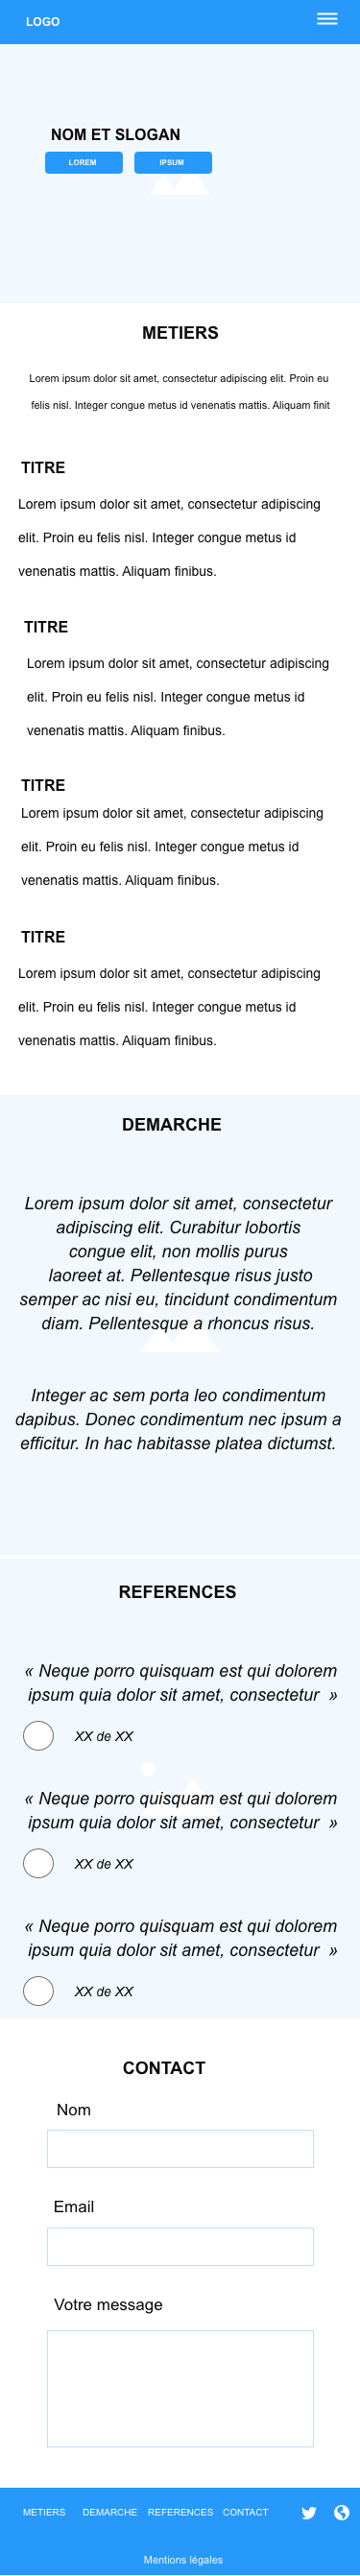 LOGO
NOM ET SLOGAN
LOREM IPSUM
METIERS
Lorem ipsum dolor sit amet, consectetur adipiscing elit. Proin eu
felis nisl. Integer congue metus id venenatis mattis. Aliquam finit
TITRE
Lorem ipsum dolor sit amet, consectetur adipiscing
elit. Proin eu felis nisl. Integer congue metus id
venenatis mattis. Aliquam finibus.
TITRE
Lorem ipsum dolor sit amet, consectetur adipiscing
elit. Proin eu felis nisl. Integer congue metus id
venenatis mattis. Aliquam finibus.
TITRE
Lorem ipsum dolor sit amet, consectetur adipiscing
elit. Proin eu felis nisl. Integer congue metus id
venenatis mattis. Aliquam finibus.
TITRE
Lorem ipsum dolor sit amet, consectetur adipiscing
elit. Proin eu felis nisl. Integer congue metus id
venenatis mattis. Aliquam finibus.
DEMARCHE
Lorem ipsum dolor sit amet, consectetur
adipiscing elit. Curabitur lobortis
congue elit, non mollis purus
laoreet at. Pellentesque risus justo
semper ac nisi eu, tincidunt condimentum
diam. Pellentesque a rhoncus risus.
Integer ac sem porta leo condimentum
dapibus. Donec condimentum nec ipsum a
efficitur. In hac habitasse platea dictumst.
REFERENCES
« Neque porro quisquam est qui dolorem
ipsum quia dolor sit amet, consectetur »
XX de XX
« Neque porro quisquam est qui dolorem
ipsum quia dolor sit amet, consectetur »
XX de XX
« Neque porro quisquam est qui dolorem
ipsum quia dolor sit amet, consectetur »
XX de XX
CONTACT
Nom
Email
Votre message
METIERS DEMARCHE REFERENCES CONTACT
Mentions légales